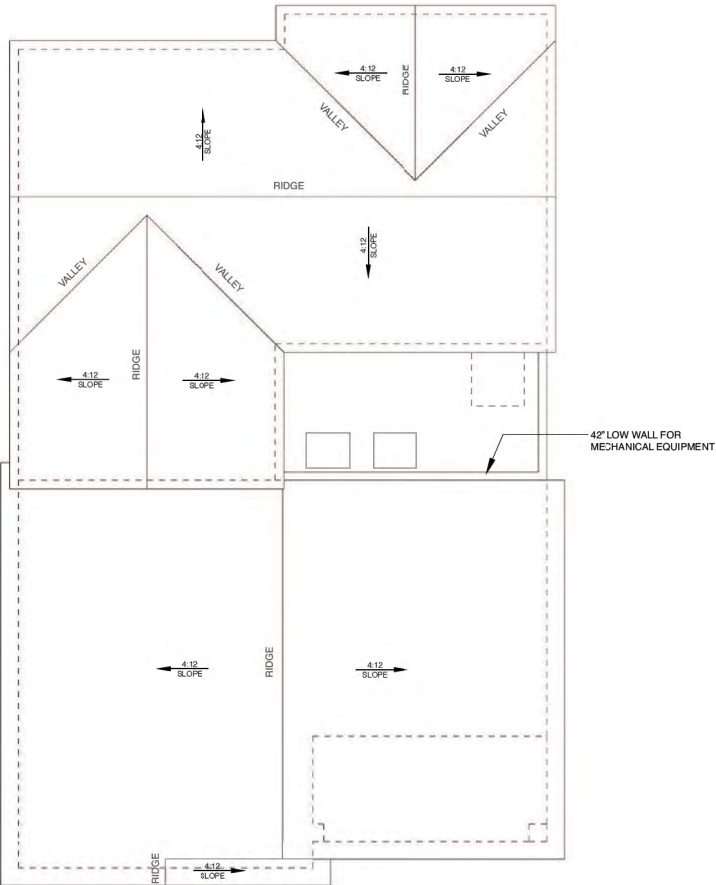 4:12
SLOPE
RIDGE
4:12
SLOPE
VALLEY
VALLEY
4:12
SLOPE
RIDGE
4:12
SLOPE
VALLEY
VALLEY
RIDGE
4:12
SLOPE
4:12
SLOPE
42" LOW WALL FOR
MECHANICAL EQUIPMENT
RIDGE
4:12
SLOPE
4:12
SLOPE
RIDGE
4:12
SLOPE